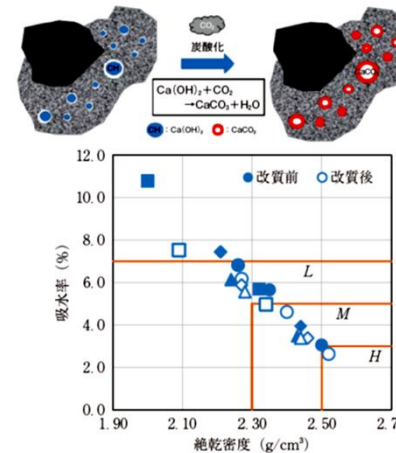 CO₂
炭酸化
Ca(OH)₂+CO₂
→CaCO₃+H₂O
CH
CaCO₃
CH :Ca(OH)₂ :CaCO₃
12.0
10.0
8.0
6.0
4.0
2.0
0.0
吸水率 (%)
●改質前 ○改質後
L
M
H
1.90 2.10 2.30 2.50 2.7
絶乾密度 (g/cm³)